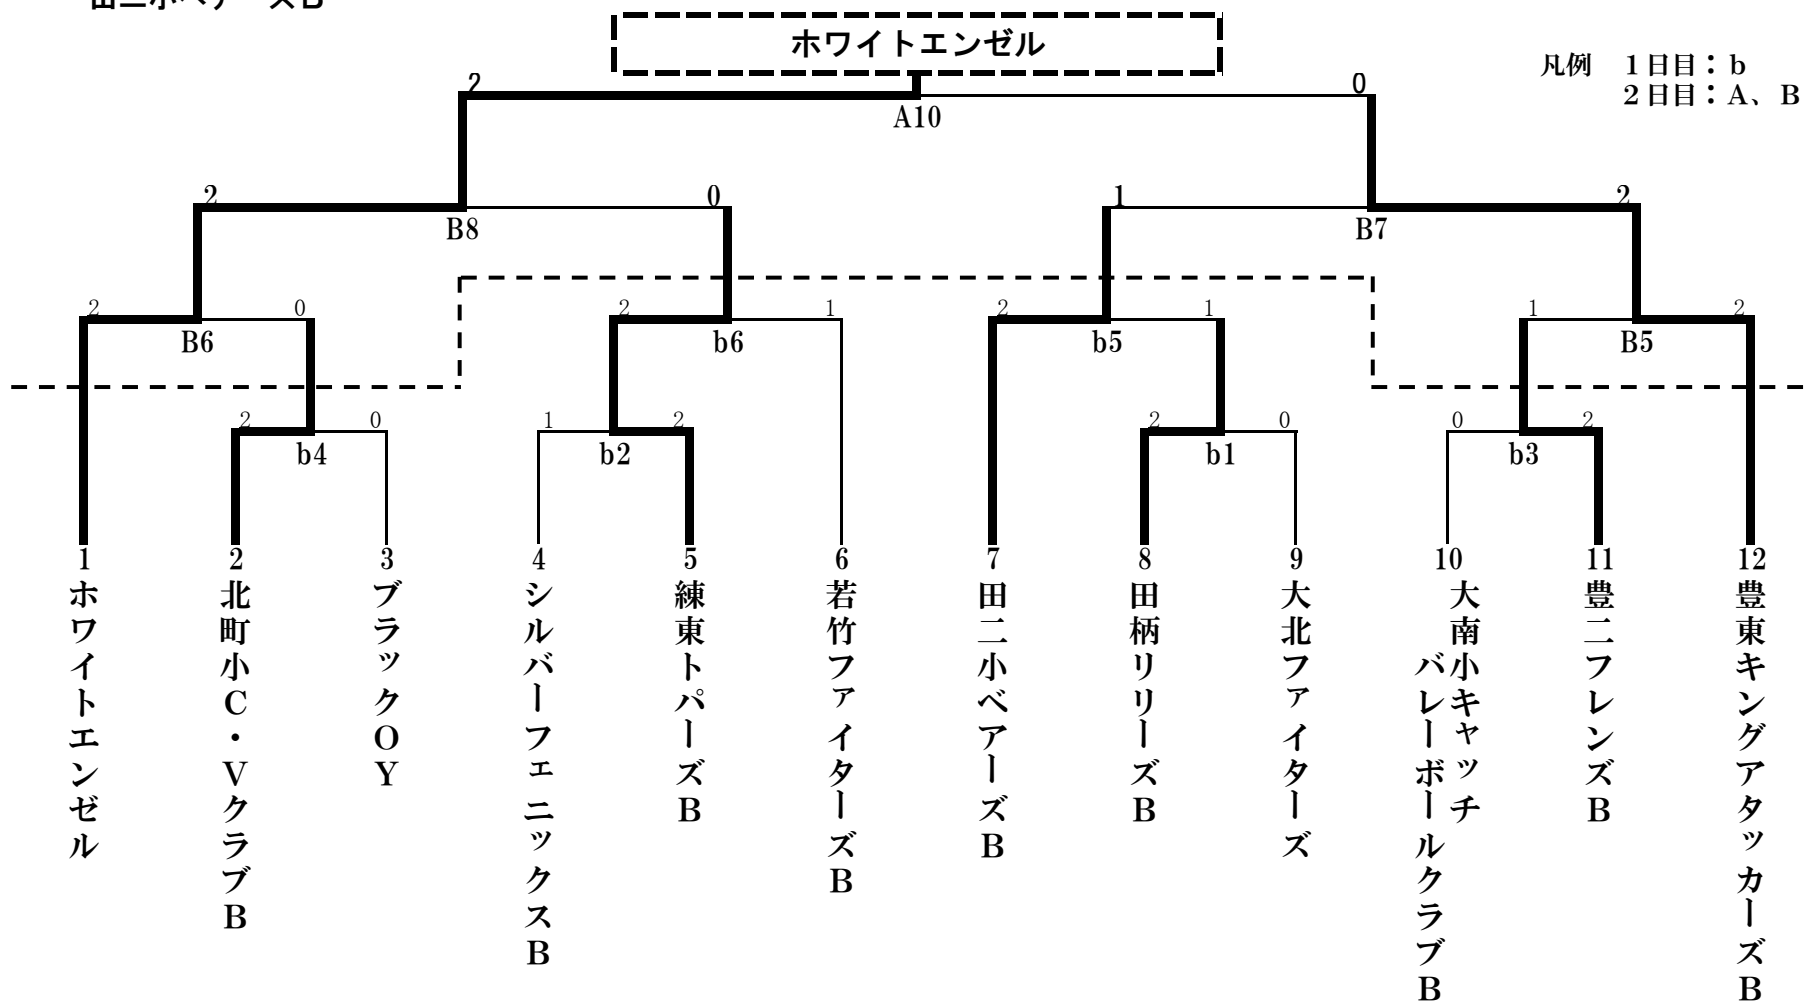 ホワイトエンゼル
凡例　1日目：b
2日目：A、B
2 0
A10
2 0 1 2
B8 B7
2 0 2 1 2 1 1 2
B6 b6 b5 B5
2 0 1 2 2 0 0 2
b4 b2 b1 b3
1 2 3 4 5 6 7 8 9 10 11 12
ホワイトエンゼル
北町小C・VクラブB
ブラックOY
シルバーフェニックスB
練東トパーズB
若竹ファイターズB
田二小ベアーズB
田柄リリーズB
大北ファイターズ
大南小キャッチ
バレーボールクラブB
豊二フレンズB
豊東キングアタッカーズB